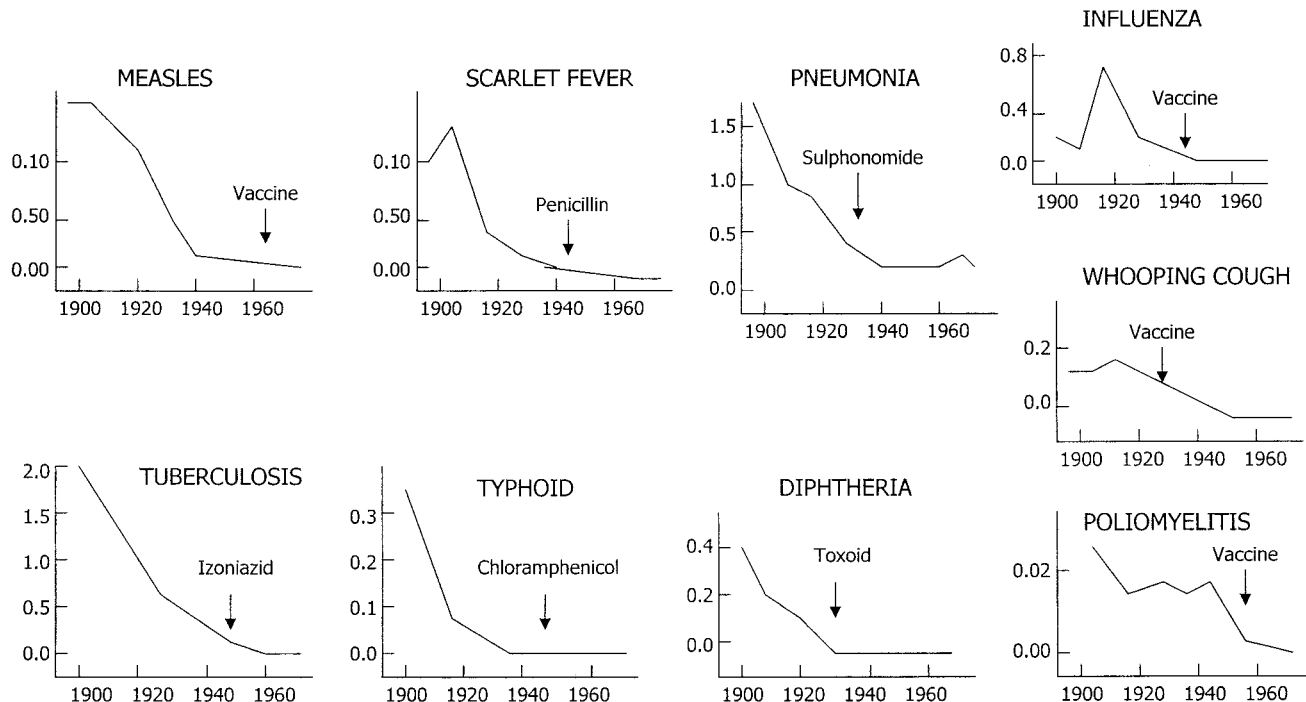 MEASLES
0.10
0.50
0.00
Vaccine
1900 1920 1940 1960
SCARLET FEVER
0.10
0.50
0.00
Penicillin
1900 1920 1940 1960
PNEUMONIA
1.5
1.0
0.5
0.0
Sulphonomide
1900 1920 1940 1960
INFLUENZA
0.8
0.4
0.0
Vaccine
1900 1920 1940 1960
WHOOPING COUGH
0.2
0.0
Vaccine
1900 1920 1940 1960
TUBERCULOSIS
2.0
1.5
1.0
0.5
0.0
Izoniazid
1900 1920 1940 1960
TYPHOID
0.3
0.2
0.1
0.0
Chloramphenicol
1900 1920 1940 1960
DIPHTHERIA
0.4
0.2
0.0
Toxoid
1900 1920 1940 1960
POLIOMYELITIS
0.02
0.00
Vaccine
1900 1920 1940 1960